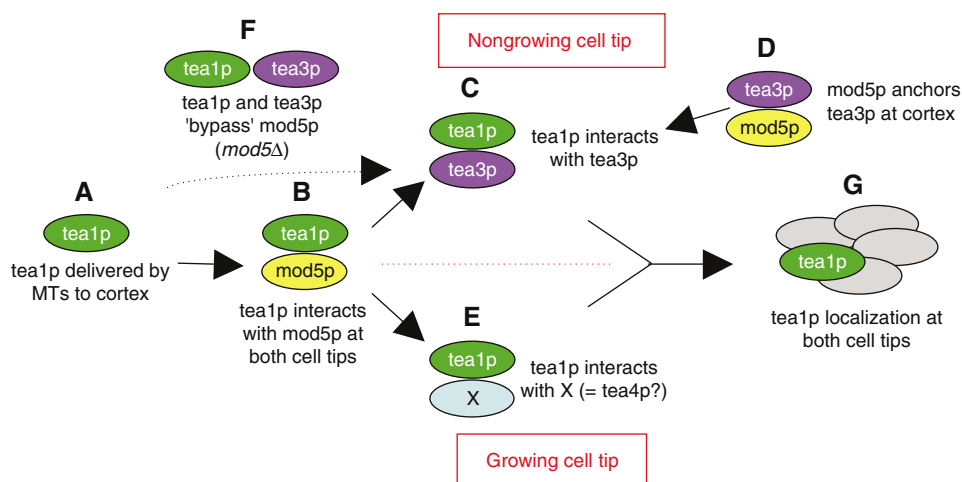 F
tea1p tea3p
tea1p and tea3p
'bypass' mod5p
(mod5Δ)
Nongrowing cell tip
D
tea3p
mod5p
mod5p anchors
tea3p at cortex
C
tea1p
tea3p
tea1p interacts
with tea3p
A
tea1p
tea1p delivered by
MTs to cortex
B
tea1p
mod5p
tea1p interacts
with mod5p at
both cell tips
G
tea1p
tea1p localization at
both cell tips
E
tea1p
X
tea1p interacts
with X (= tea4p?)
Growing cell tip